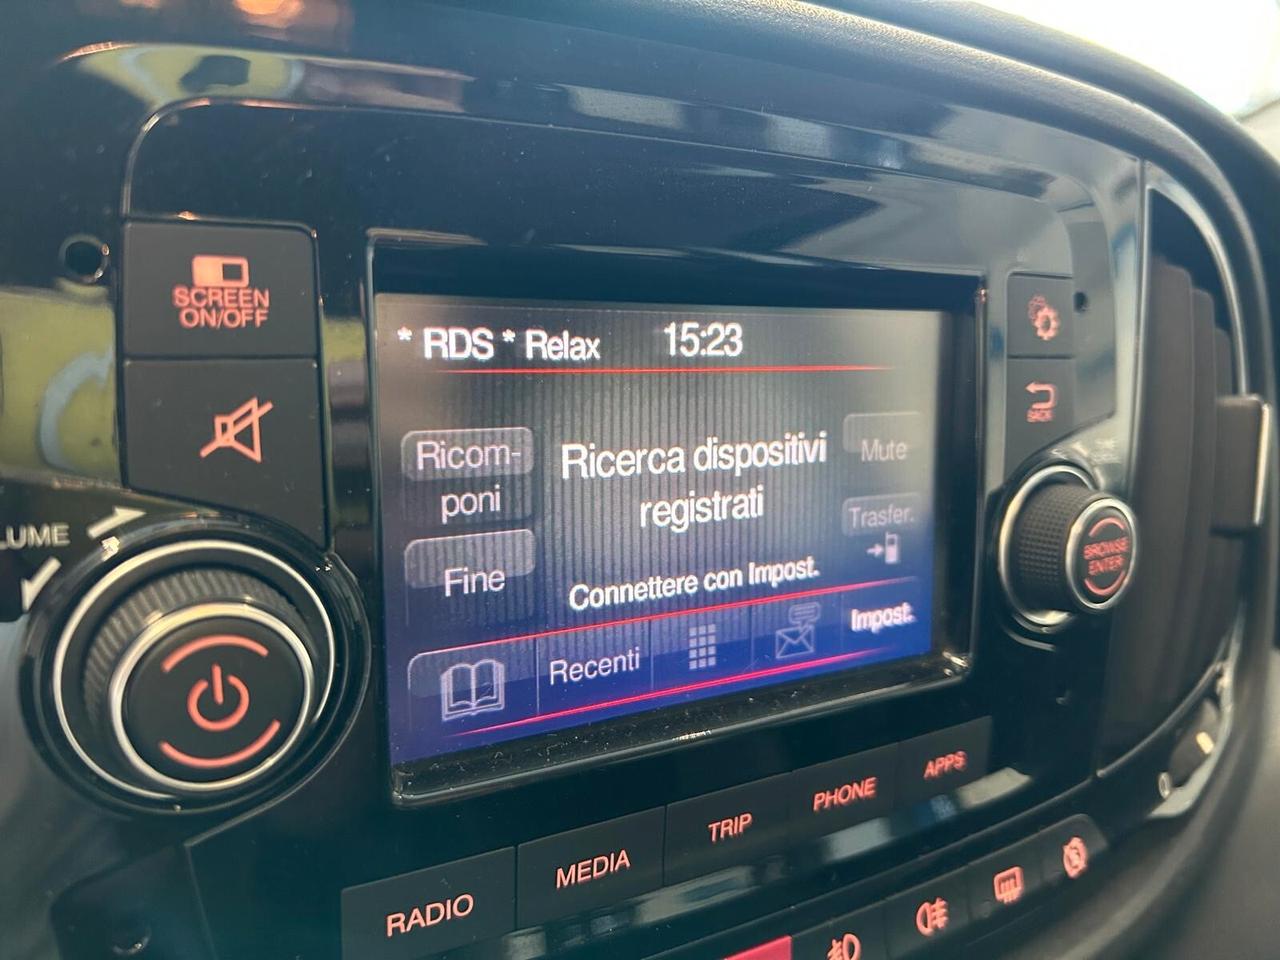 SCREEN
ON/OFF
* RDS * Relax 15:23
Ricom-
poni
Ricerca dispositivi
registrati
Mute
Fine
Trasfer.
Connettere con Impost.
Recenti
Impost.
BACK
BROWSE
ENTER
RADIO
MEDIA
TRIP
PHONE
APPS
0